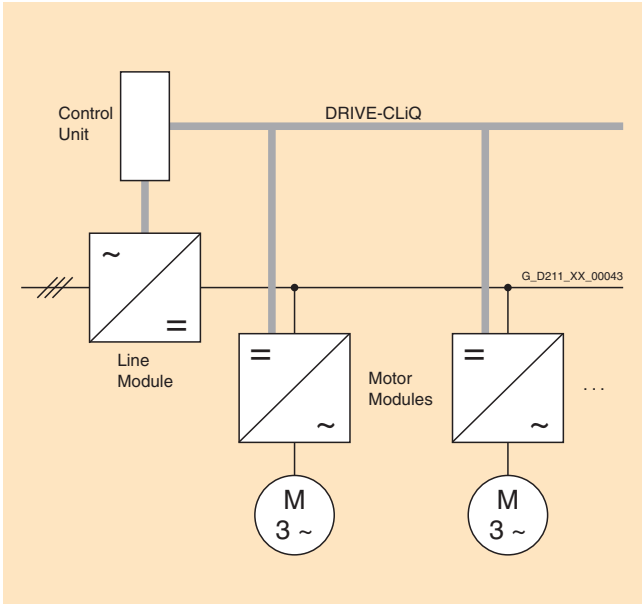 Control
Unit
DRIVE-CLiQ
~
=
G_D211_XX_00043
Line
Module
=
~
Motor
Modules
=
~
...
M
3 ~
M
3 ~